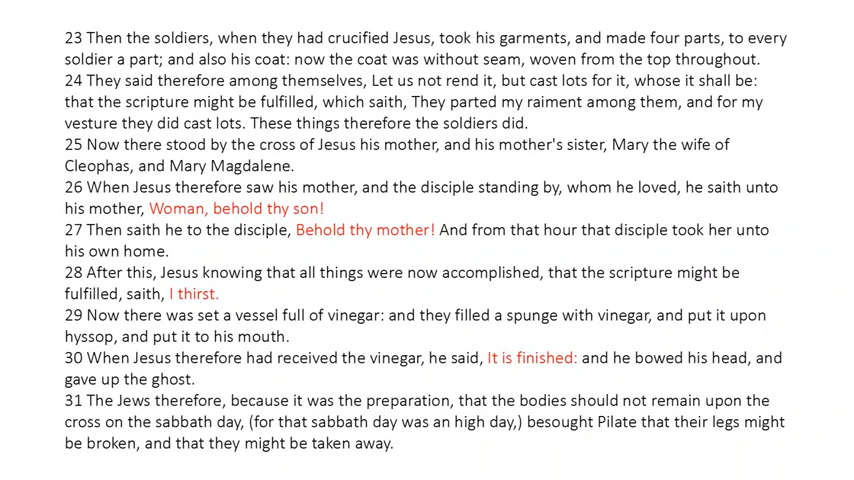 23 Then the soldiers, when they had crucified Jesus, took his garments, and made four parts, to every
soldier a part; and also his coat: now the coat was without seam, woven from the top throughout.
24 They said therefore among themselves, Let us not rend it, but cast lots for it, whose it shall be:
that the scripture might be fulfilled, which saith, They parted my raiment among them, and for my
vesture they did cast lots. These things therefore the soldiers did.
25 Now there stood by the cross of Jesus his mother, and his mother's sister, Mary the wife of
Cleophas, and Mary Magdalene.
26 When Jesus therefore saw his mother, and the disciple standing by, whom he loved, he saith unto
his mother, Woman, behold thy son!
27 Then saith he to the disciple, Behold thy mother! And from that hour that disciple took her unto
his own home.
28 After this, Jesus knowing that all things were now accomplished, that the scripture might be
fulfilled, saith, I thirst.
29 Now there was set a vessel full of vinegar: and they filled a spunge with vinegar, and put it upon
hyssop, and put it to his mouth.
30 When Jesus therefore had received the vinegar, he said, It is finished: and he bowed his head, and
gave up the ghost.
31 The Jews therefore, because it was the preparation, that the bodies should not remain upon the
cross on the sabbath day, (for that sabbath day was an high day,) besought Pilate that their legs might
be broken, and that they might be taken away.